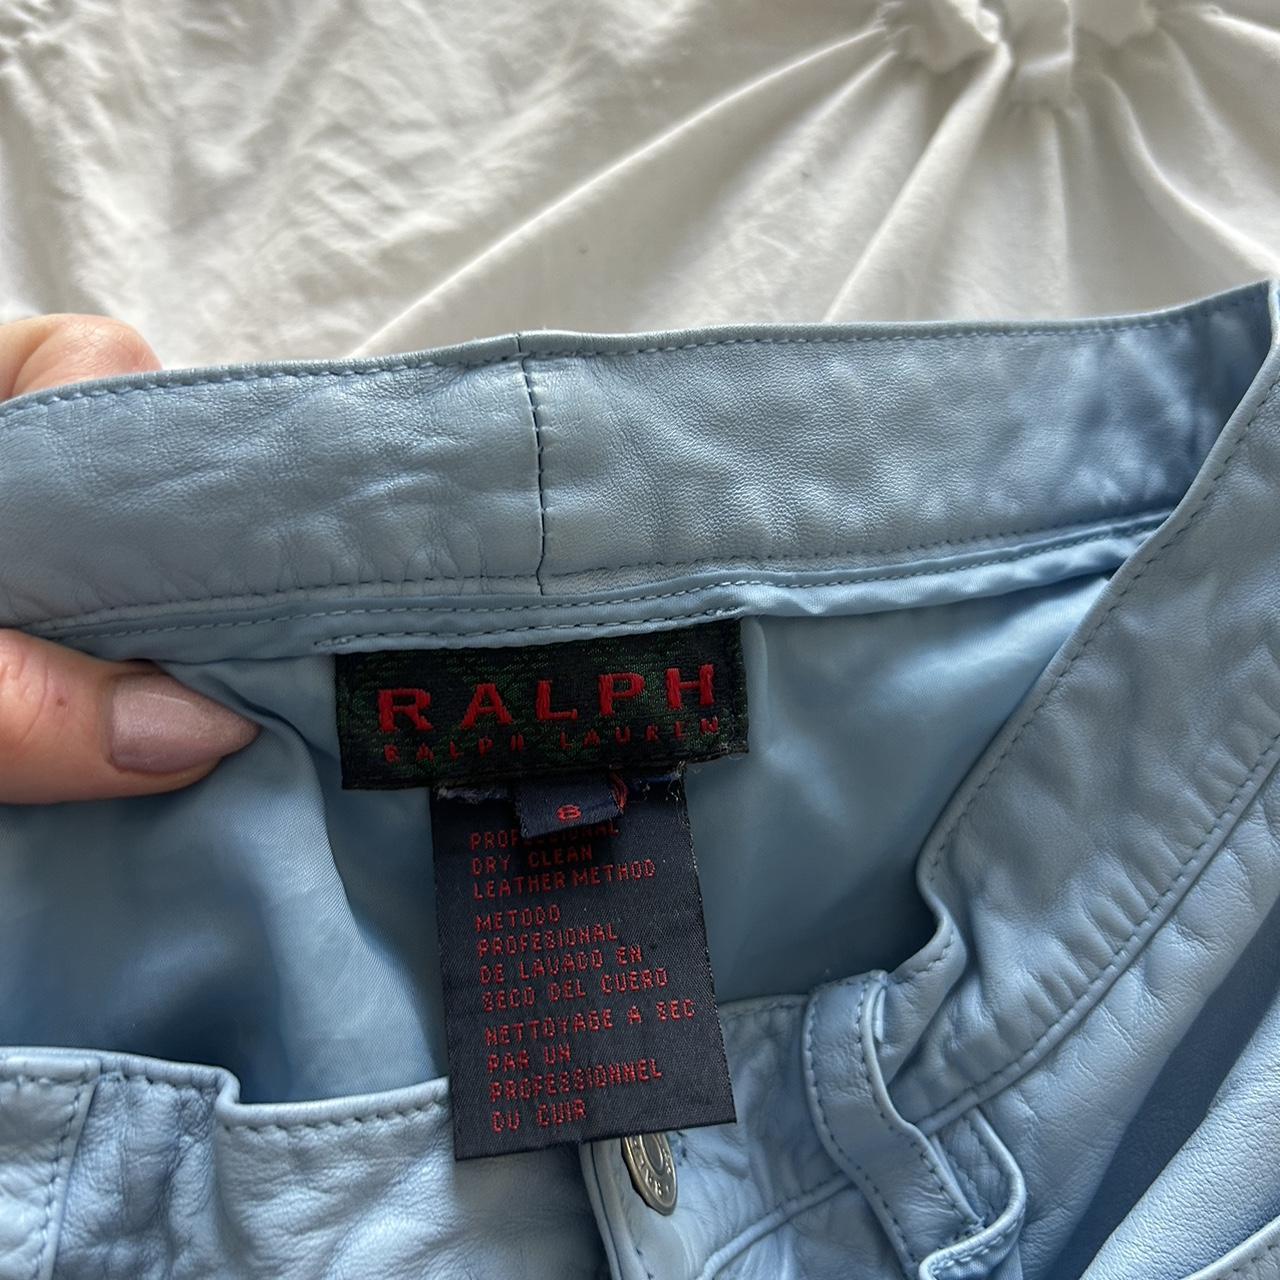 RALPH
RALPH LAUREN
8
PROFESSIONAL
DRY CLEAN
LEATHER METHOD
METODO
PROFESIONAL
DE LAVADO EN
SECO DEL CUERO
NETTOYAGE A SEC
PAR UN
PROFESSIONNEL
DU CUIR